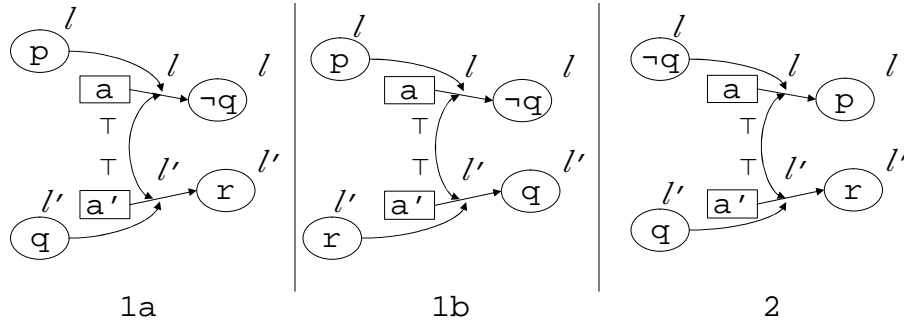 l l l
p l p l ¬q l
a ¬q a ¬q a p
⊤ ⊤ ⊤
⊤ ⊤ ⊤
l' l' l' l' l' l'
a' r a' q a' r
l' l' l'
q r q
1a 1b 2